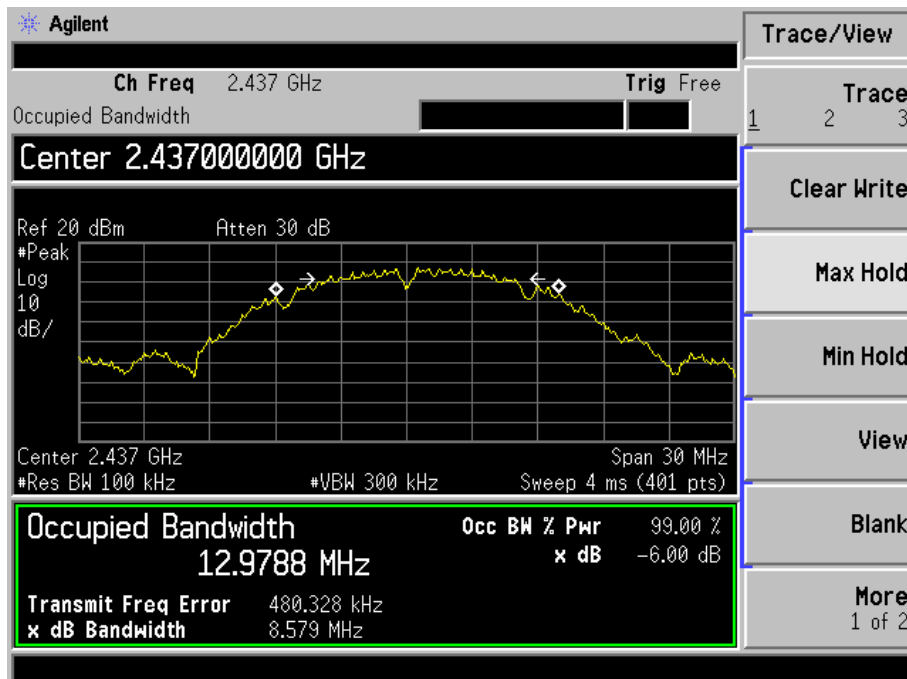 Agilent
Trace/View
Ch Freq 2.437 GHz Trig Free
Occupied Bandwidth
Trace
1 2 3
Center 2.437000000 GHz
Clear Write
Ref 20 dBm Atten 30 dB
#Peak
Log
10
dB/
Max Hold
Min Hold
View
Center 2.437 GHz Span 30 MHz
#Res BW 100 kHz #VBW 300 kHz Sweep 4 ms (401 pts)
Blank
Occupied Bandwidth Occ BW % Pwr 99.00 %
12.9788 MHz x dB -6.00 dB
Transmit Freq Error 480.328 kHz
x dB Bandwidth 8.579 MHz
More
1 of 2